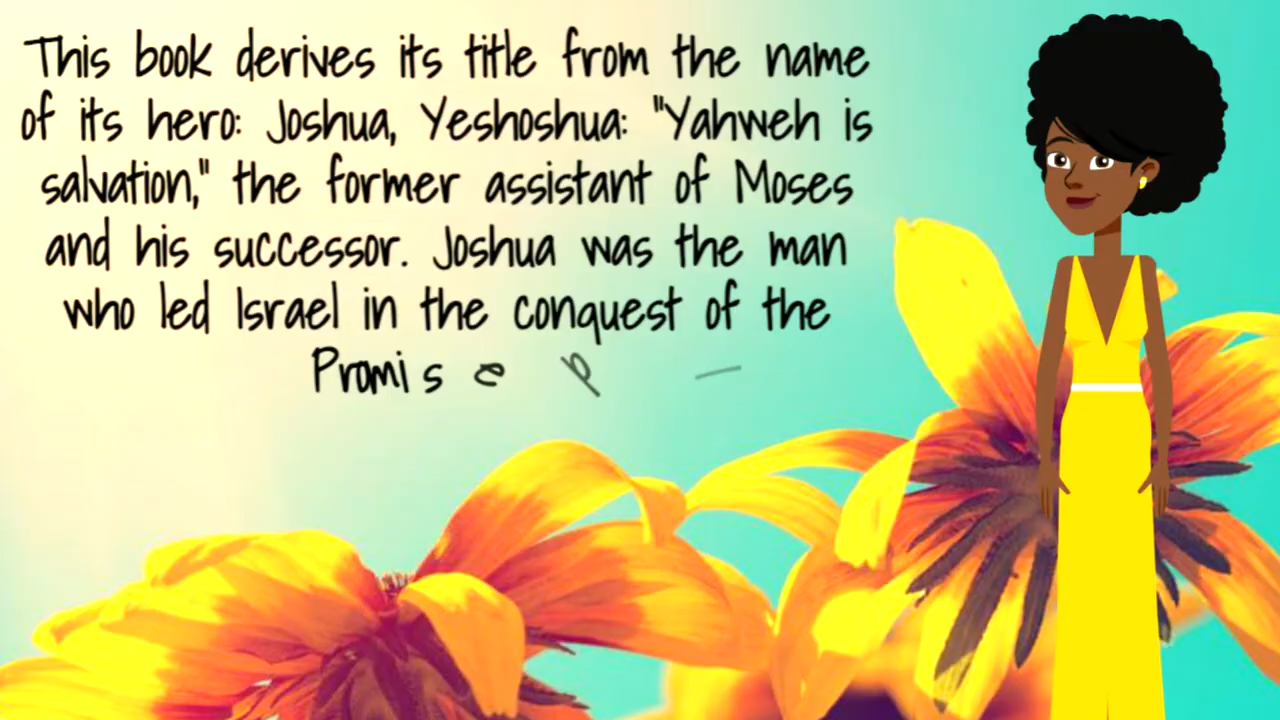 This book derives its title from the name
of its hero: Joshua, Yeshoshua: "Yahweh is
salvation," the former assistant of Moses
and his successor. Joshua was the man
who led Israel in the conquest of the
Promise